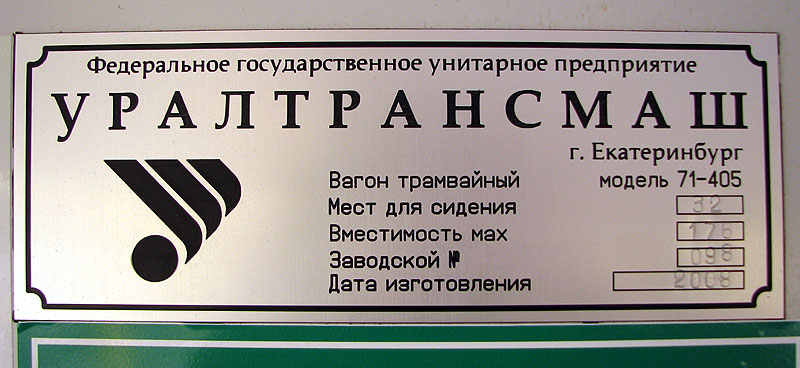 Федеральное государственное унитарное предприятие
УРАЛТРАНСМАШ
г. Екатеринбург
Вагон трамвайный модель 71-405
Мест для сидения 32
Вместимость мах 176
Заводской № 098
Дата изготовления 2008